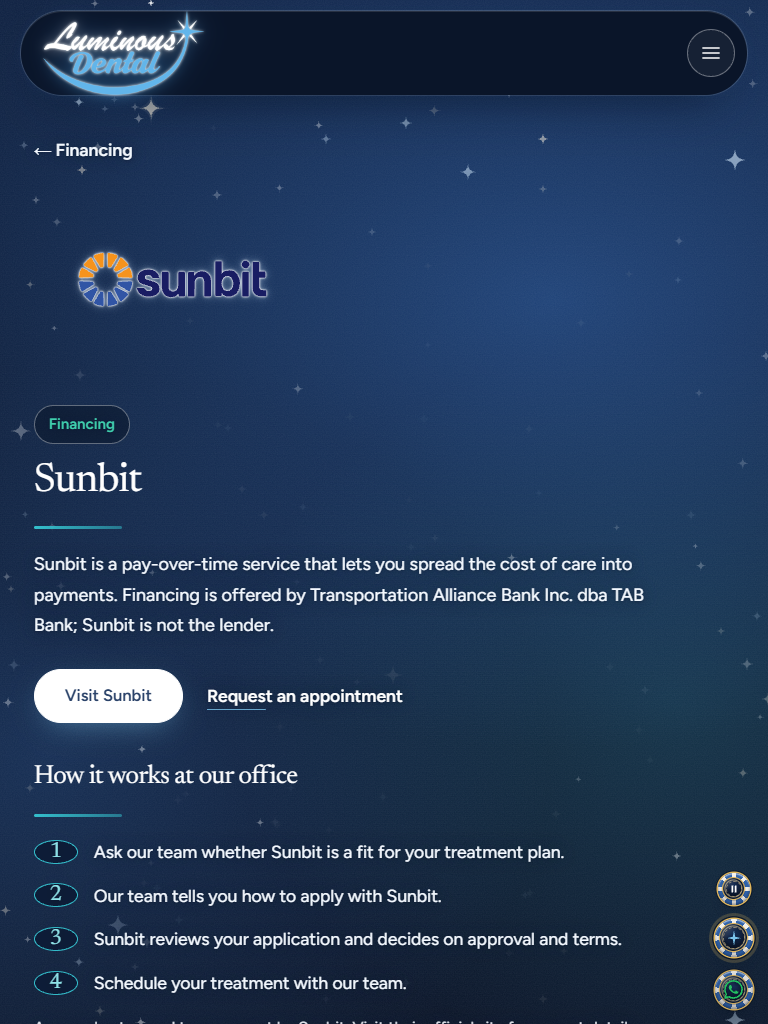 Luminous
Dental
← Financing
sunbit
Financing
Sunbit
Sunbit is a pay-over-time service that lets you spread the cost of care into
payments. Financing is offered by Transportation Alliance Bank Inc. dba TAB
Bank; Sunbit is not the lender.
Visit Sunbit
Request an appointment
How it works at our office
1 Ask our team whether Sunbit is a fit for your treatment plan.
2 Our team tells you how to apply with Sunbit.
3 Sunbit reviews your application and decides on approval and terms.
4 Schedule your treatment with our team.